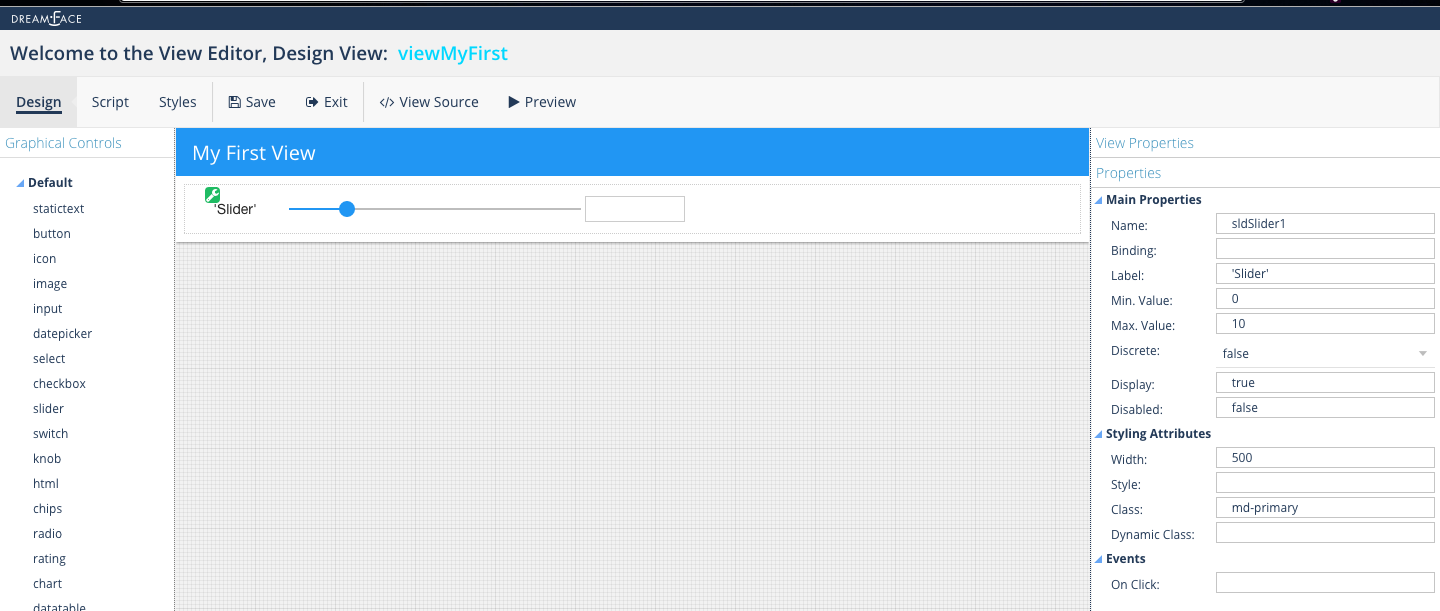 DREAMFACE
Welcome to the View Editor, Design View: viewMyFirst
Design Script Styles Save Exit </> View Source Preview
Graphical Controls
Default
statictext
button
icon
image
input
datepicker
select
checkbox
slider
switch
knob
html
chips
radio
rating
chart
datatable
My First View
'Slider'
View Properties
Properties
Main Properties
Name: sldSlider1
Binding:
Label: 'Slider'
Min. Value: 0
Max. Value: 10
Discrete: false
Display: true
Disabled: false
Styling Attributes
Width: 500
Style:
Class: md-primary
Dynamic Class:
Events
On Click: